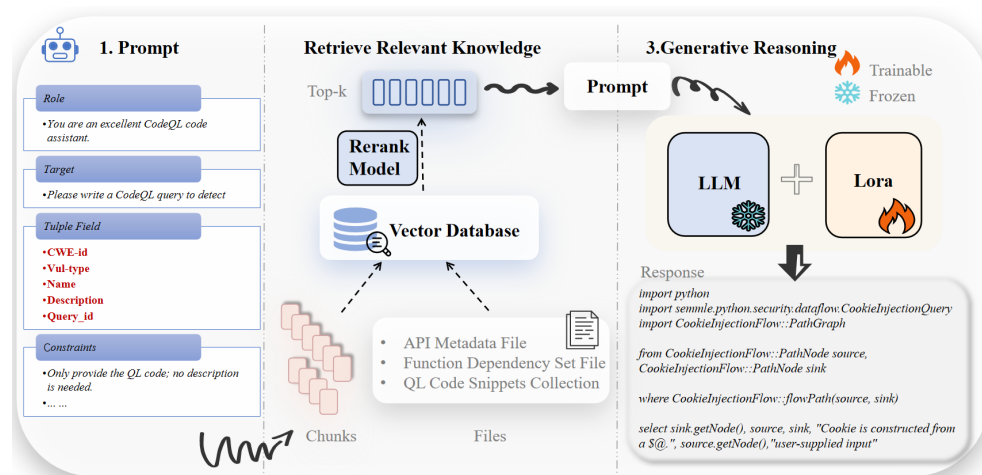 1. Prompt
Role
•You are an excellent CodeQL code
assistant.
Target
•Please write a CodeQL query to detect
Tulple Field
•CWE-id
•Vul-type
•Name
•Description
•Query_id
Constraints
•Only provide the QL code; no description
is needed.
•... ...
Retrieve Relevant Knowledge
Top-k
Rerank
Model
Vector Database
• API Metadata File
• Function Dependency Set File
• QL Code Snippets Collection
Chunks
Files
Prompt
3.Generative Reasoning
Trainable
Frozen
LLM
Lora
Response
import python
import semmle.python.security.dataflow.CookieInjectionQuery
import CookieInjectionFlow::PathGraph
from CookieInjectionFlow::PathNode source,
CookieInjectionFlow::PathNode sink
where CookieInjectionFlow::flowPath(source, sink)
select sink.getNode(), source, sink, "Cookie is constructed from
a $@.", source.getNode(),"user-supplied input"